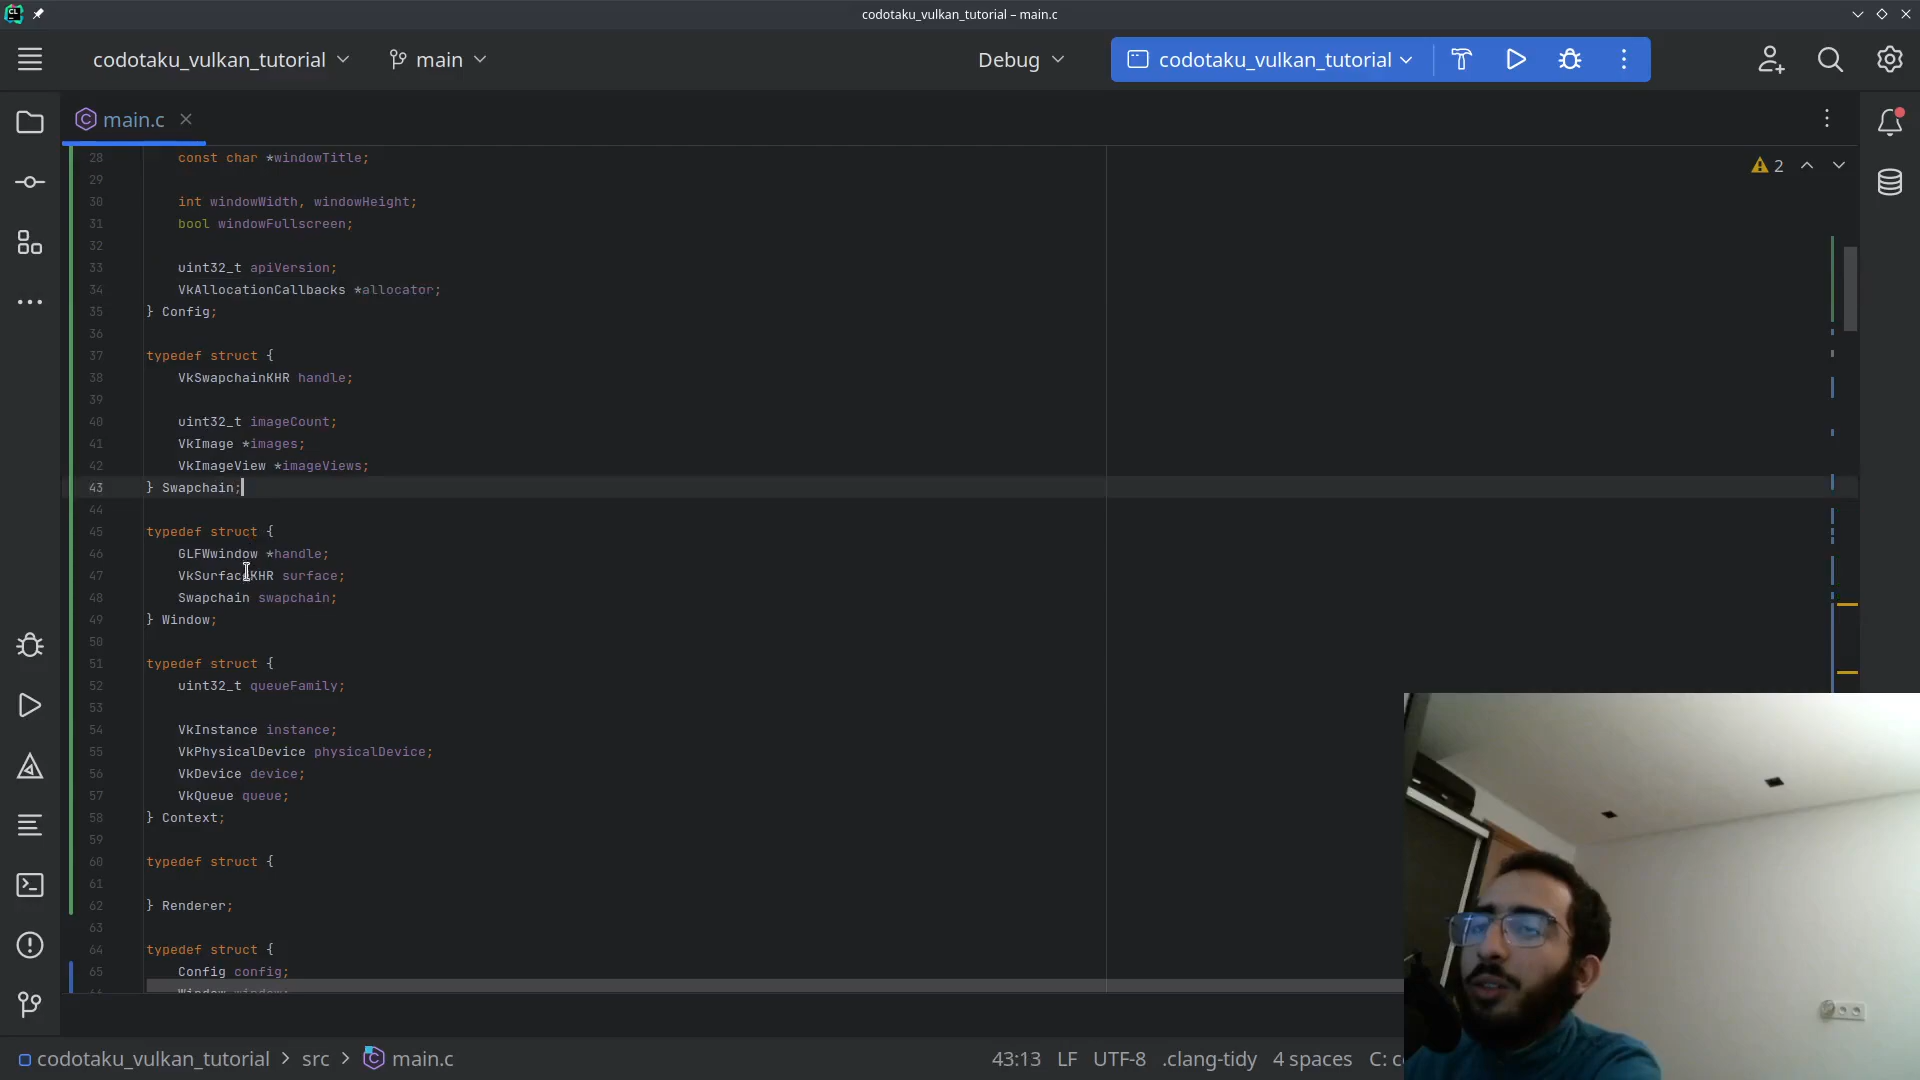 codotaku_vulkan_tutorial – main.c
codotaku_vulkan_tutorial
main
Debug
codotaku_vulkan_tutorial
main.c
2
28 const char *windowTitle;
29
30 int windowWidth, windowHeight;
31 bool windowFullscreen;
32
33 uint32_t apiVersion;
34 VkAllocationCallbacks *allocator;
35 } Config;
36
37 typedef struct {
38 VkSwapchainKHR handle;
39
40 uint32_t imageCount;
41 VkImage *images;
42 VkImageView *imageViews;
43 } Swapchain;
44
45 typedef struct {
46 GLFWwindow *handle;
47 VkSurfaceKHR surface;
48 Swapchain swapchain;
49 } Window;
50
51 typedef struct {
52 uint32_t queueFamily;
53
54 VkInstance instance;
55 VkPhysicalDevice physicalDevice;
56 VkDevice device;
57 VkQueue queue;
58 } Context;
59
60 typedef struct {
61
62 } Renderer;
63
64 typedef struct {
65 Config config;
codotaku_vulkan_tutorial > src > main.c
43:13 LF UTF-8 .clang-tidy 4 spaces C: